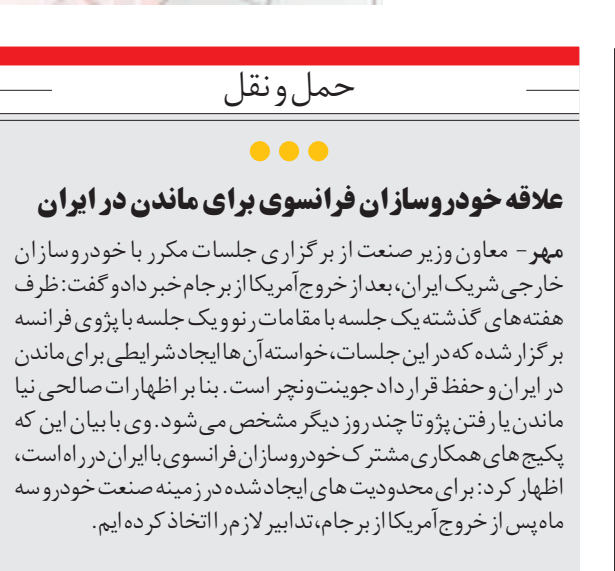 حمل و نقل
علاقه خودروسازان فرانسوی برای ماندن در ایران
مهر - معاون وزیر صنعت از برگزاری جلسات مکرر با خودروسازان
خارجی شریک ایران، بعد از خروج آمریکا از برجام خبر داد و گفت: ظرف
هفته‌های گذشته یک جلسه با مقامات رنو و یک جلسه با پژوی فرانسه
برگزار شده که در این جلسات، خواسته آن‌ها ایجاد شرایطی برای ماندن
در ایران و حفظ قرارداد جوینت‌ونچر است. بنا بر اظهارات صالحی نیا
ماندن یا رفتن پژو تا چند روز دیگر مشخص می‌شود. وی با بیان این که
پکیج‌های همکاری مشترک خودروسازان فرانسوی با ایران در راه است،
اظهار کرد: برای محدودیت‌های ایجاد شده در زمینه صنعت خودرو سه
ماه پس از خروج آمریکا از برجام، تدابیر لازم را اتخاذ کرده‌ایم.